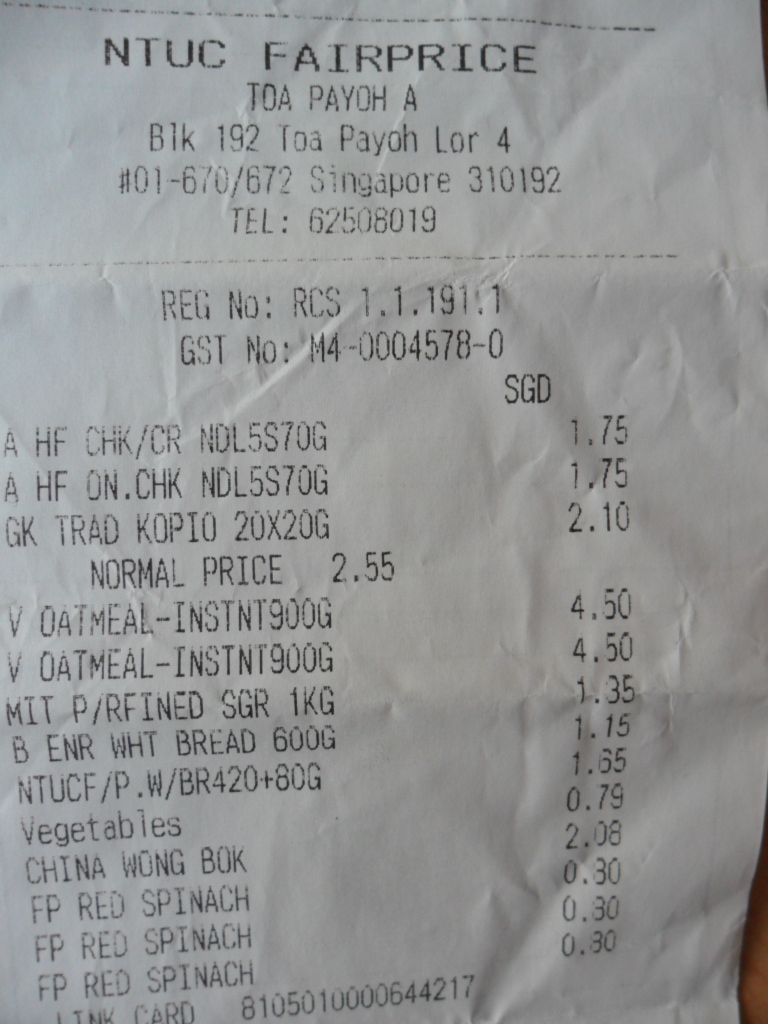 NTUC FAIRPRICE
TOA PAYOH A
Blk 192 Toa Payoh Lor 4
#01-670/672 Singapore 310192
TEL: 62508019
REG No: RCS 1.1.191.1
GST No: M4-0004578-0
SGD
A HF CHK/CR NDL5S70G 1.75
A HF ON.CHK NDL5S70G 1.75
GK TRAD KOPIO 20X20G 2.10
NORMAL PRICE 2.55
V OATMEAL-INSTNT900G 4.50
V OATMEAL-INSTNT900G 4.50
MIT P/RFINED SGR 1KG 1.35
B ENR WHT BREAD 600G 1.15
NTUCF/P.W/BR420+80G 1.65
Vegetables 0.79
CHINA WONG BOK 2.08
FP RED SPINACH 0.80
FP RED SPINACH 0.80
FP RED SPINACH 0.80
LINK CARD 8105010000644217